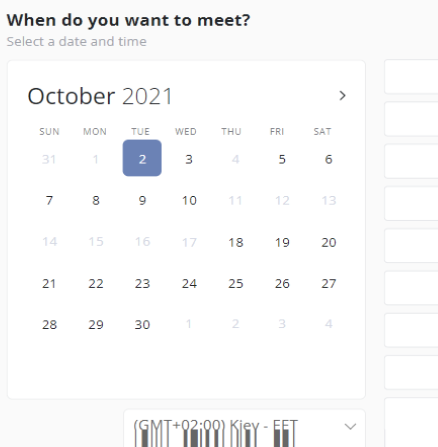 When do you want to meet?
Select a date and time
October 2021
SUN MON TUE WED THU FRI SAT
31 1 2 3 4 5 6
7 8 9 10 11 12 13
14 15 16 17 18 19 20
21 22 23 24 25 26 27
28 29 30 1 2 3 4
(GMT+02:00) Kiev - EET